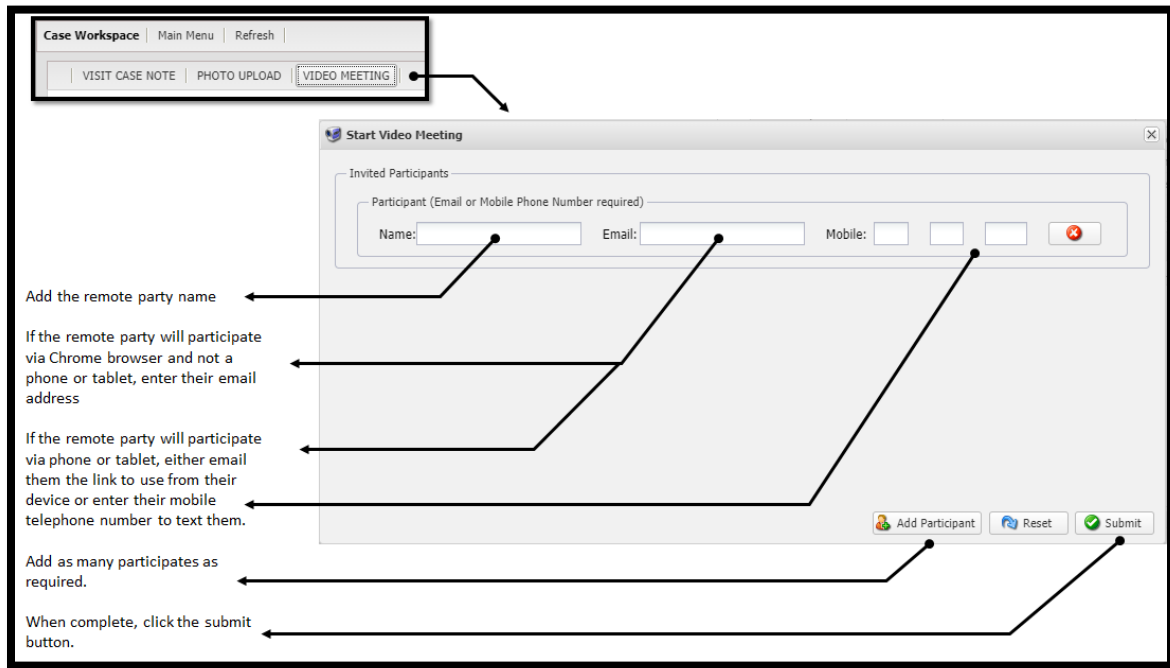 Case Workspace Main Menu Refresh
VISIT CASE NOTE PHOTO UPLOAD VIDEO MEETING
Start Video Meeting
Invited Participants
Participant (Email or Mobile Phone Number required)
Name: Email: Mobile:
Add the remote party name
If the remote party will participate
via Chrome browser and not a
phone or tablet, enter their email
address
If the remote party will participate
via phone or tablet, either email
them the link to use from their
device or enter their mobile
telephone number to text them.
Add Participant Reset Submit
Add as many participates as
required.
When complete, click the submit
button.